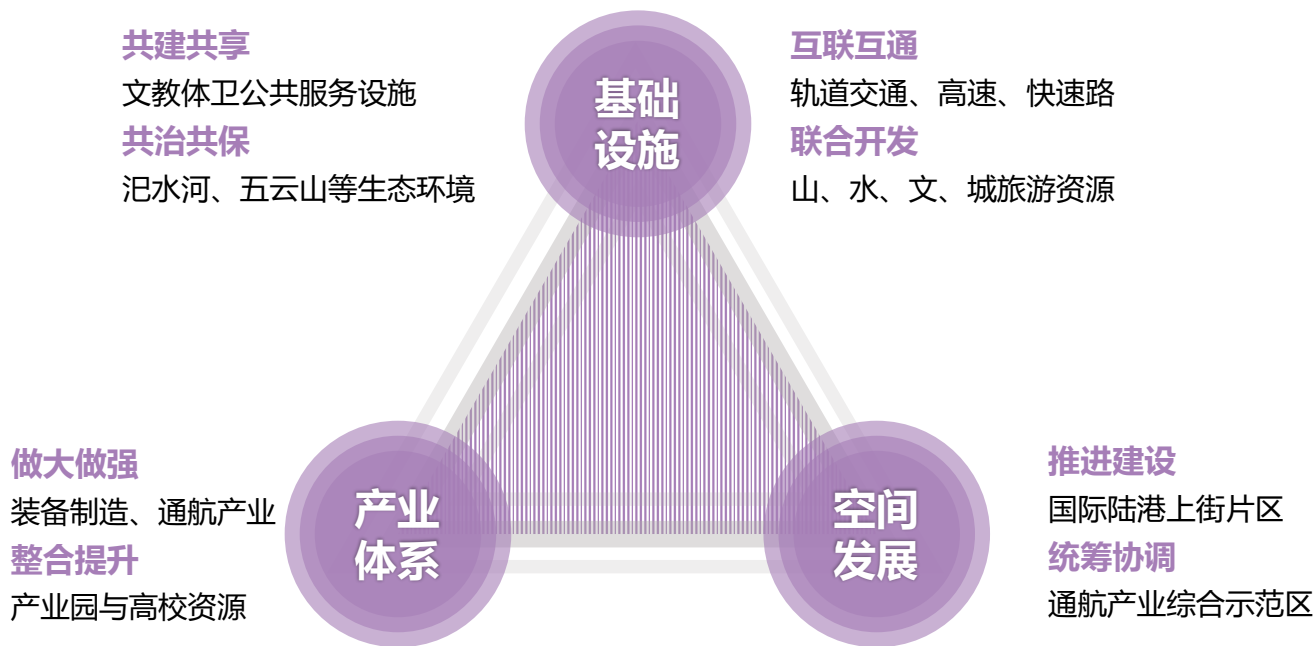 共建共享
文教体卫公共服务设施
共治共保
汜水河、五云山等生态环境
基础
设施
互联互通
轨道交通、高速、快速路
联合开发
山、水、文、城旅游资源
做大做强
装备制造、通航产业
整合提升
产业园与高校资源
产业
体系
空间
发展
推进建设
国际陆港上街片区
统筹协调
通航产业综合示范区